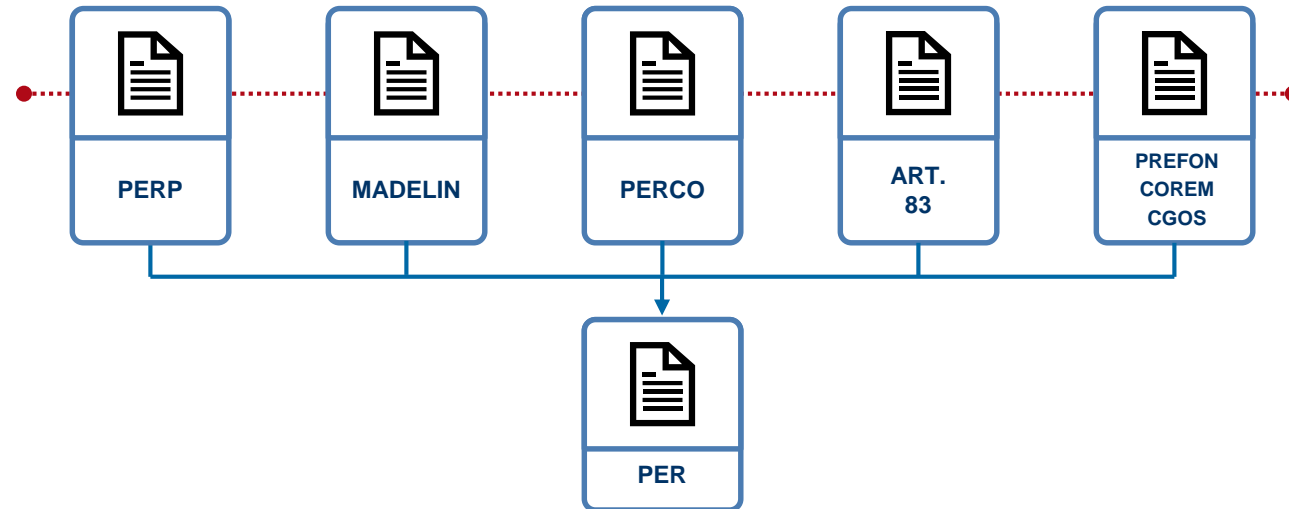 PERP
MADELIN
PERCO
ART.
83
PREFON
COREM
CGOS
PER